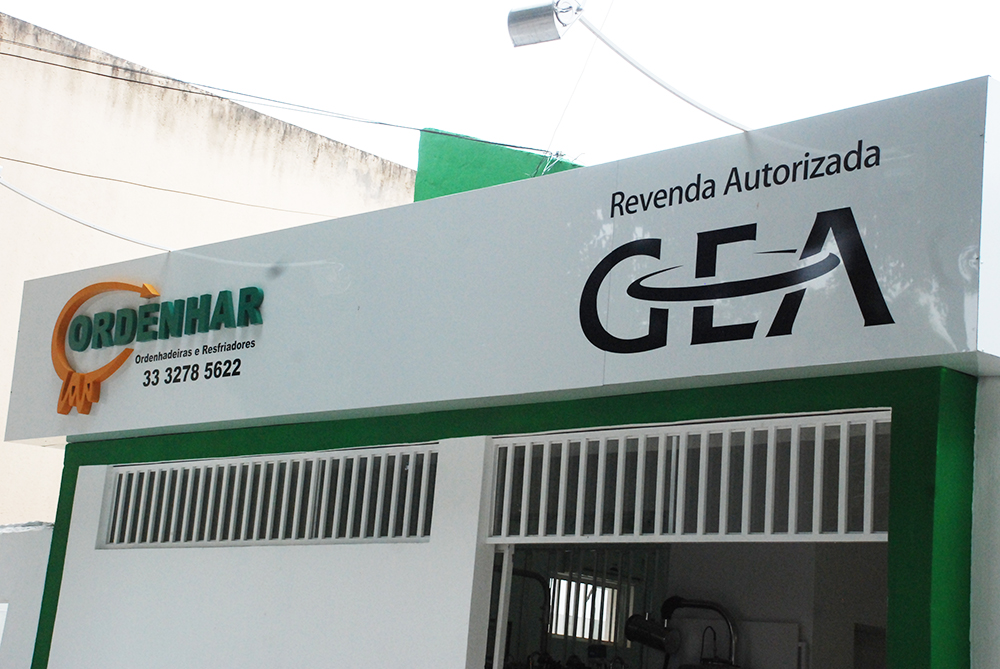 ORDENHAR
Ordenhadeiras e Resfriadores
33 3278 5622
Revenda Autorizada
GEA